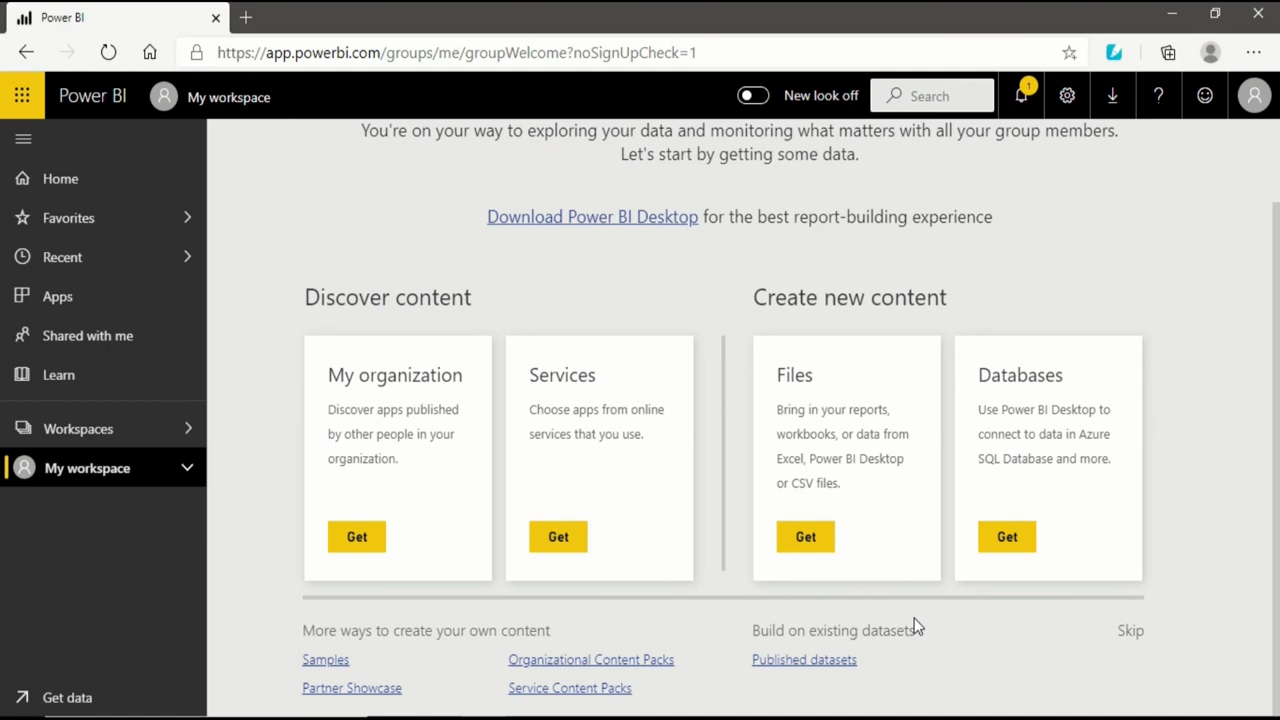 Power BI
https://app.powerbi.com/groups/me/groupWelcome?noSignUpCheck=1
Power BI
My workspace
New look off
Search
1
?
Home
Favorites
Recent
Apps
Shared with me
Learn
Workspaces
My workspace
Get data
You're on your way to exploring your data and monitoring what matters with all your group members.
Let's start by getting some data.
Download Power BI Desktop for the best report-building experience
Discover content
My organization
Discover apps published
by other people in your
organization.
Get
Services
Choose apps from online
services that you use.
Get
Create new content
Files
Bring in your reports,
workbooks, or data from
Excel, Power BI Desktop
or CSV files.
Get
Databases
Use Power BI Desktop to
connect to data in Azure
SQL Database and more.
Get
More ways to create your own content
Samples
Organizational Content Packs
Partner Showcase
Service Content Packs
Build on existing datasets
Published datasets
Skip